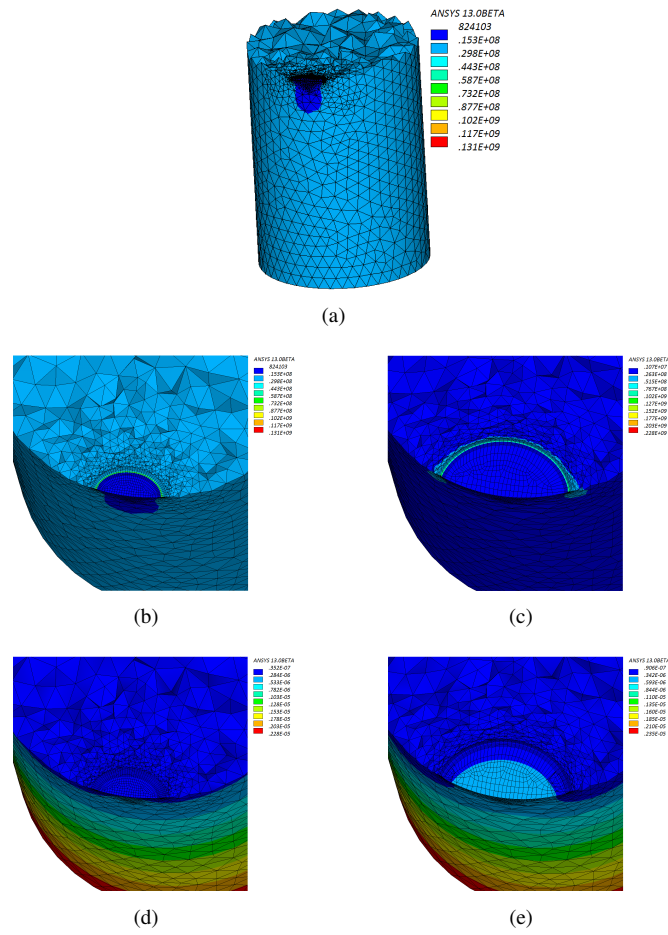 ANSYS 13.0BETA
824103
.153E+08
.298E+08
.443E+08
.587E+08
.732E+08
.877E+08
.102E+09
.117E+09
.131E+09
(a)
ANSYS 13.0BETA
824103
.153E+08
.298E+08
.443E+08
.587E+08
.732E+08
.877E+08
.102E+09
.117E+09
.131E+09
(b)
ANSYS 13.0BETA
.107E+07
.263E+08
.515E+08
.767E+08
.102E+09
.127E+09
.152E+09
.177E+09
.203E+09
.228E+09
(c)
ANSYS 13.0BETA
.352E-07
.284E-06
.533E-06
.782E-06
.103E-05
.128E-05
.153E-05
.178E-05
.203E-05
.228E-05
(d)
ANSYS 13.0BETA
.906E-07
.342E-06
.593E-06
.844E-06
.110E-05
.135E-05
.160E-05
.185E-05
.210E-05
.235E-05
(e)